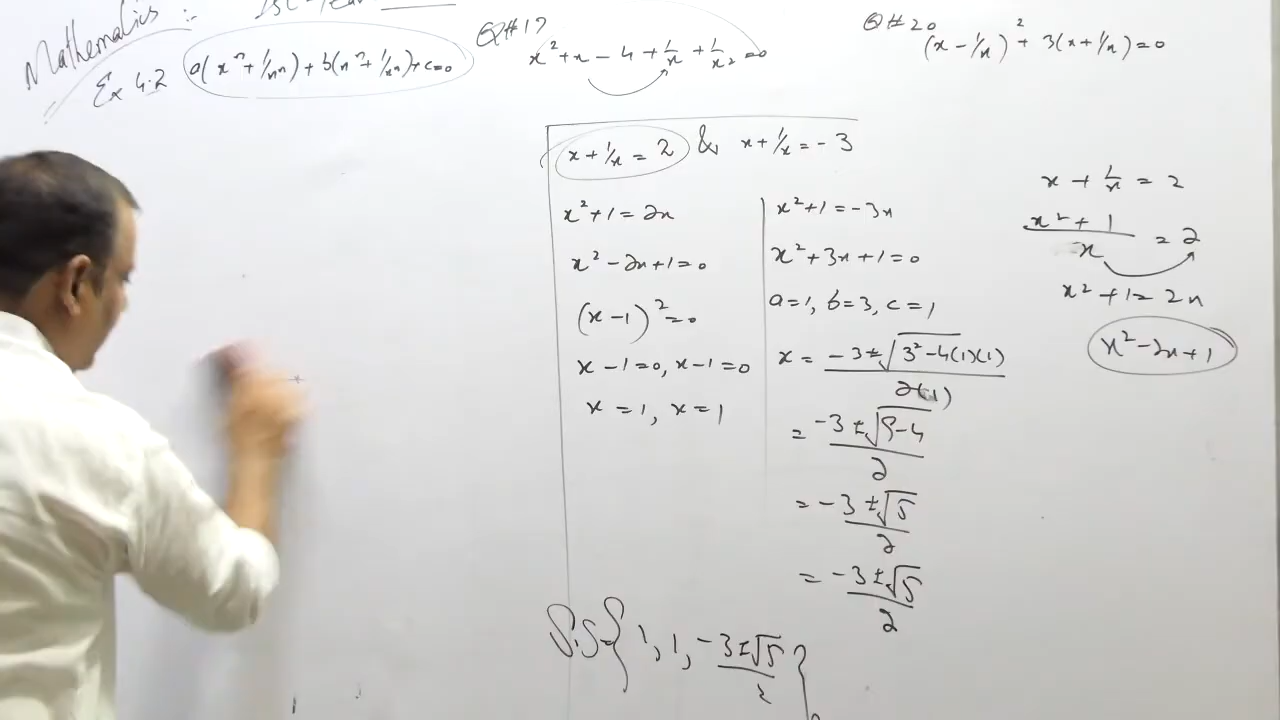 Mathematics :-
Ex 4.2
a(xⁿ + 1/xⁿ) + b(xⁿ + 1/xⁿ) + c = 0
Q#17
x² + x - 4 + 1/x + 1/x² = 0
x + 1/x = 2 & x + 1/x = -3
x² + 1 = 2x
x² - 2x + 1 = 0
(x - 1)² = 0
x - 1 = 0, x - 1 = 0
x = 1, x = 1
x² + 1 = -3x
x² + 3x + 1 = 0
a = 1, b = 3, c = 1
x = (-3 ± √(3² - 4(1)(1)))/2(1)
= (-3 ± √(9 - 4))/2
= (-3 ± √5)/2
= (-3 ± √5)/2
S.S = {1, 1, (-3 ± √5)/2}
Q#20
(x - 1/x)² + 3(x + 1/x) = 0
x + 1/x = 2
(x² + 1)/x = 2
x² + 1 = 2x
x² - 2x + 1